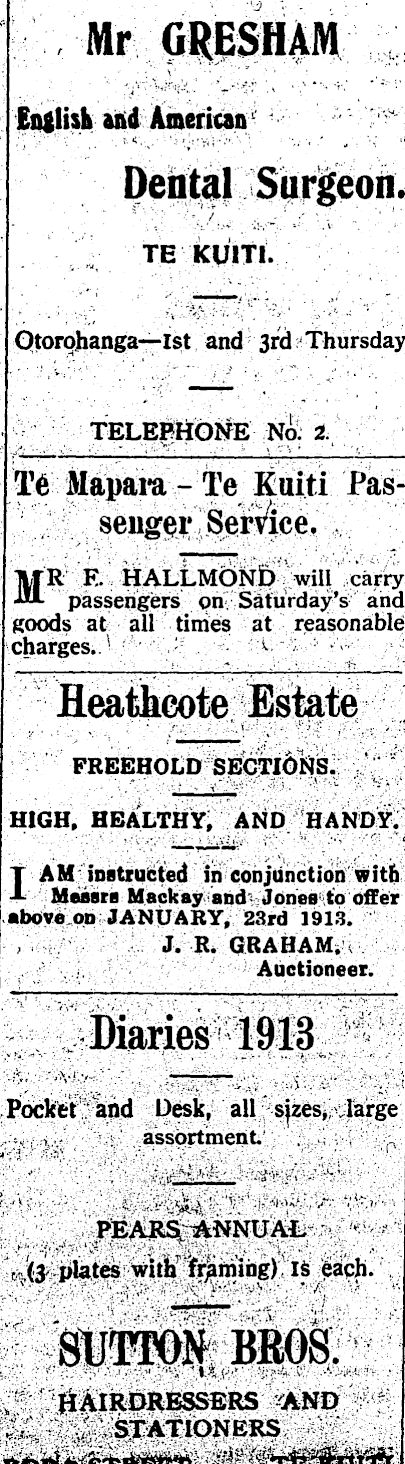 Mr GRESHAM
English and American
Dental Surgeon.
TE KUITI.
Otorohanga—1st and 3rd Thursday
TELEPHONE No. 2.
Te Mapara - Te Kuiti Pas-
senger Service.
MR F. HALLMOND will carry
passengers on Saturday's and
goods at all times at reasonable
charges.
Heathcote Estate
FREEHOLD SECTIONS.
HIGH, HEALTHY, AND HANDY.
I AM instructed in conjunction with
Messrs Mackay and Jones to offer
above on JANUARY, 23rd 1913.
J. R. GRAHAM,
Auctioneer.
Diaries 1913
Pocket and Desk, all sizes, large
assortment.
PEARS ANNUAL
(3 plates with framing) 1s each.
SUTTON BROS.
HAIRDRESSERS AND
STATIONERS
STREET TE KUITI